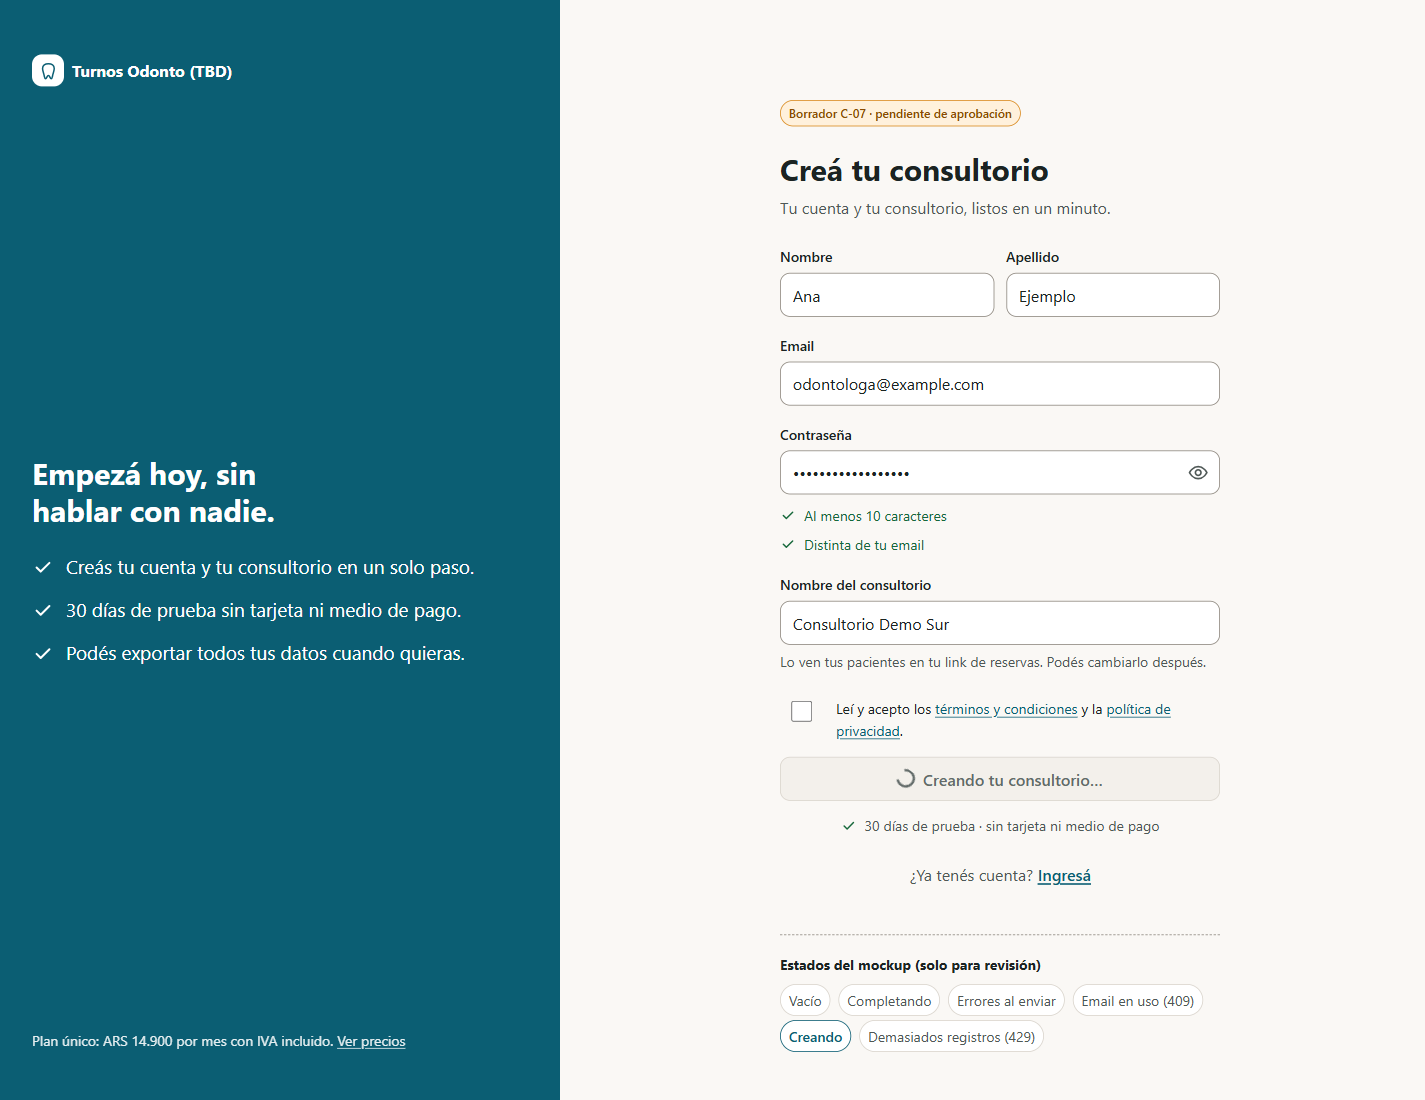 Turnos Odonto (TBD)
Empezá hoy, sin
hablar con nadie.
Creás tu cuenta y tu consultorio en un solo paso.
30 días de prueba sin tarjeta ni medio de pago.
Podés exportar todos tus datos cuando quieras.
Plan único: ARS 14.900 por mes con IVA incluido. Ver precios
Borrador C-07 · pendiente de aprobación
Creá tu consultorio
Tu cuenta y tu consultorio, listos en un minuto.
Nombre
Apellido
Ana
Ejemplo
Email
odontologa@example.com
Contraseña
••••••••••••••••••
Al menos 10 caracteres
Distinta de tu email
Nombre del consultorio
Consultorio Demo Sur
Lo ven tus pacientes en tu link de reservas. Podés cambiarlo después.
Leí y acepto los términos y condiciones y la política de
privacidad.
Creando tu consultorio...
30 días de prueba · sin tarjeta ni medio de pago
¿Ya tenés cuenta? Ingresá
Estados del mockup (solo para revisión)
Vacío
Completando
Errores al enviar
Email en uso (409)
Creando
Demasiados registros (429)